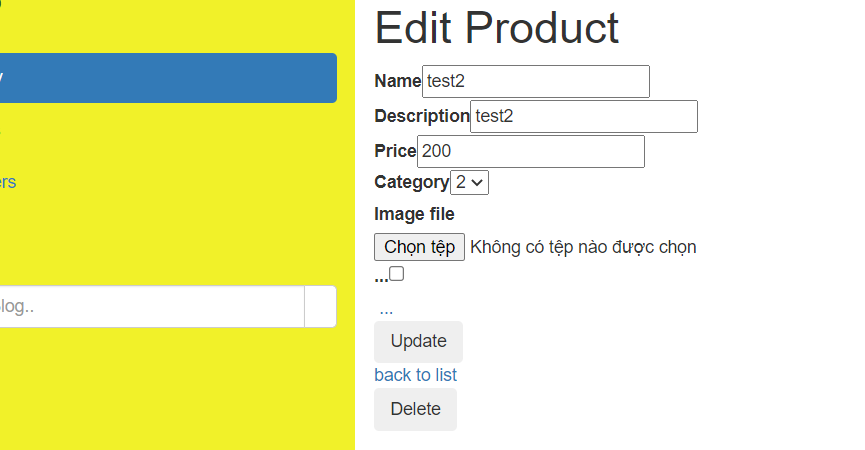 Edit Product
Name test2
Description test2
Price 200
Category 2
Image file
Chọn tệp Không có tệp nào được chọn
...
...
Update
back to list
Delete
ers
log..